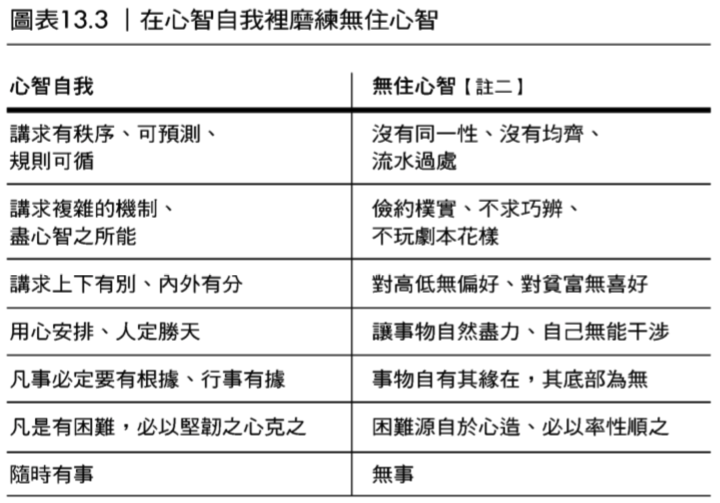 圖表13.3 ｜在心智自我裡磨練無住心智
心智自我 無住心智【註二】
講求有秩序、可預測、 沒有同一性、沒有均齊、
規則可循 流水過處
講求複雜的機制、 儉約樸實、不求巧辨、
盡心智之所能 不玩劇本花樣
講求上下有別、內外有分 對高低無偏好、對貧富無喜好
用心安排、人定勝天 讓事物自然盡力、自己無能干涉
凡事必定要有根據、行事有據 事物自有其緣在，其底部為無
凡是有困難，必以堅韌之心克之 困難源自於心造、必以率性順之
隨時有事 無事